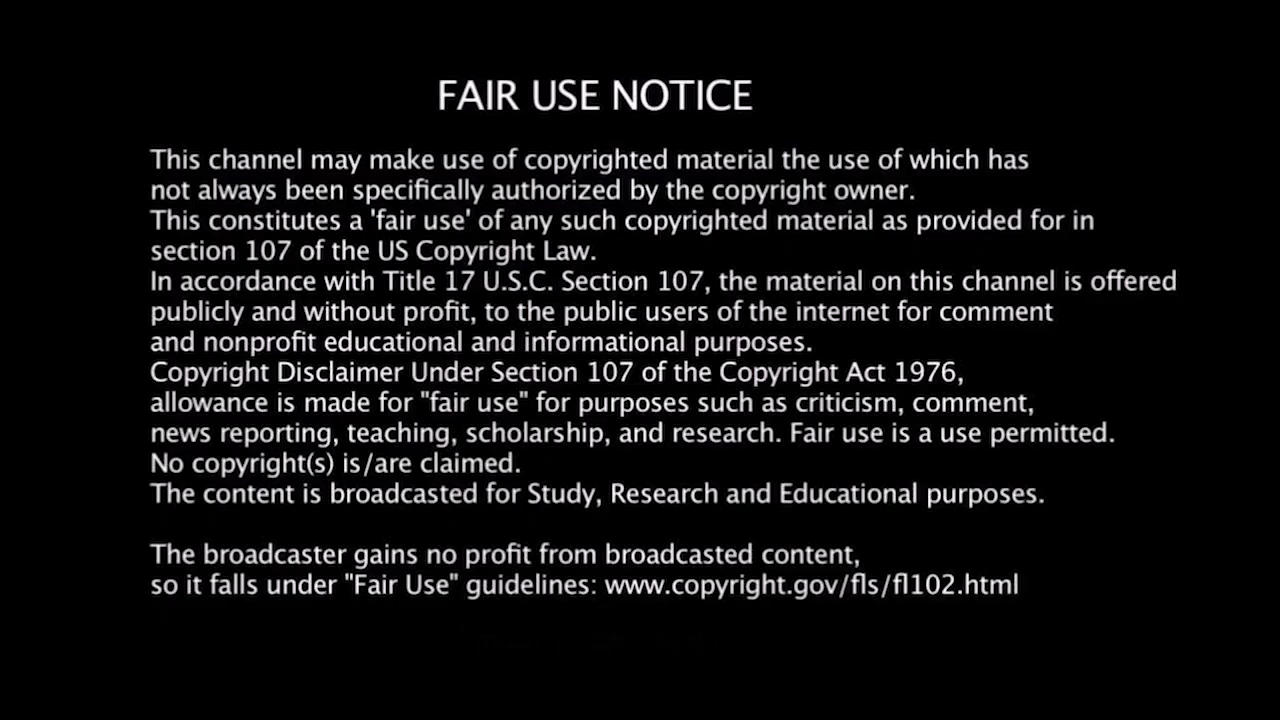 FAIR USE NOTICE
This channel may make use of copyrighted material the use of which has
not always been specifically authorized by the copyright owner.
This constitutes a 'fair use' of any such copyrighted material as provided for in
section 107 of the US Copyright Law.
In accordance with Title 17 U.S.C. Section 107, the material on this channel is offered
publicly and without profit, to the public users of the internet for comment
and nonprofit educational and informational purposes.
Copyright Disclaimer Under Section 107 of the Copyright Act 1976,
allowance is made for "fair use" for purposes such as criticism, comment,
news reporting, teaching, scholarship, and research. Fair use is a use permitted.
No copyright(s) is/are claimed.
The content is broadcasted for Study, Research and Educational purposes.
The broadcaster gains no profit from broadcasted content,
so it falls under "Fair Use" guidelines: www.copyright.gov/fls/fl102.html